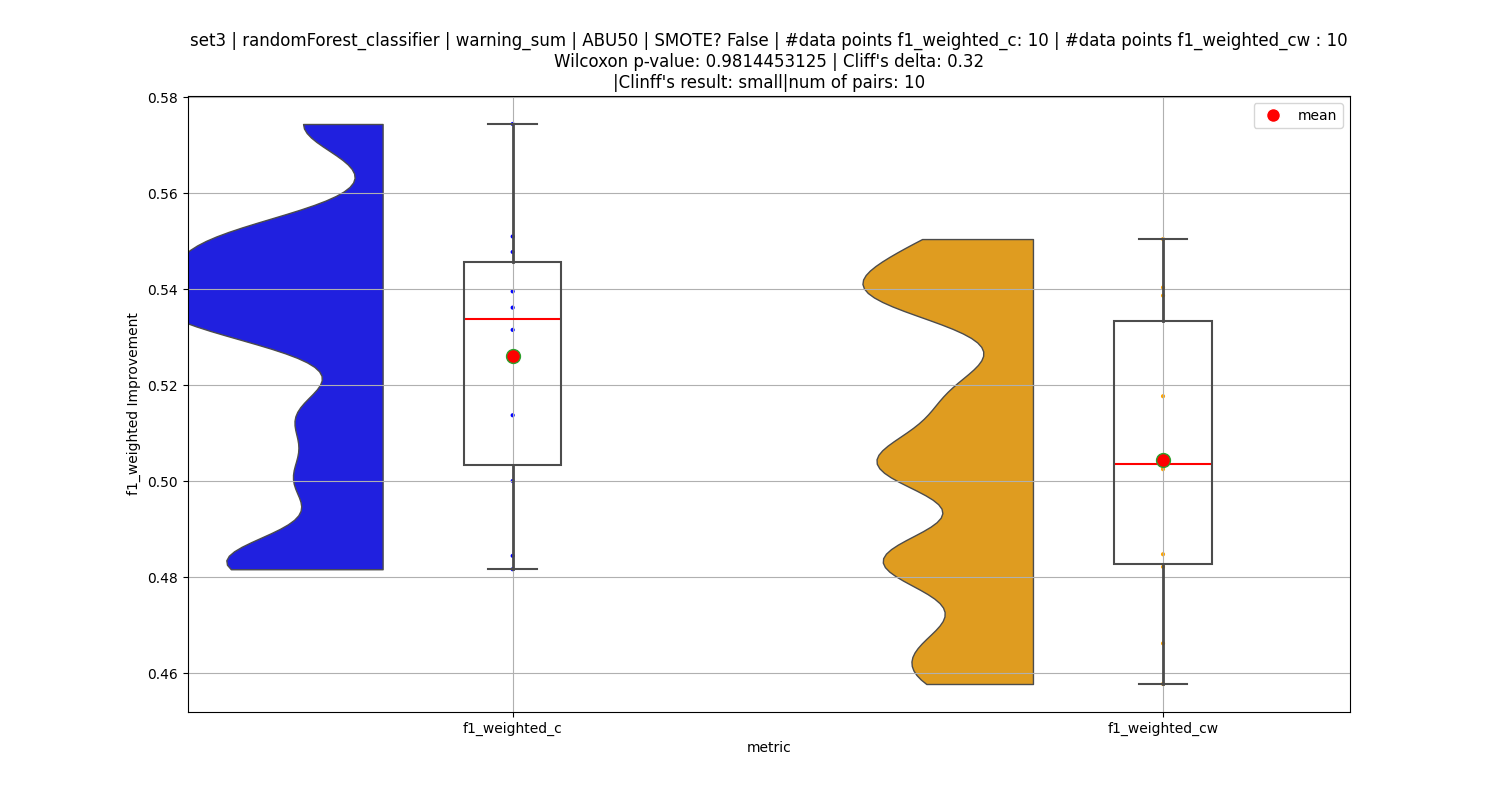 set3 | randomForest_classifier | warning_sum | ABU50 | SMOTE? False | #data points f1_weighted_c: 10 | #data points f1_weighted_cw : 10
Wilcoxon p-value: 0.9814453125 | Cliff's delta: 0.32
|Clinff's result: small|num of pairs: 10
mean
0.58
0.56
0.54
0.52
0.50
0.48
0.46
f1_weighted Improvement
f1_weighted_c
f1_weighted_cw
metric